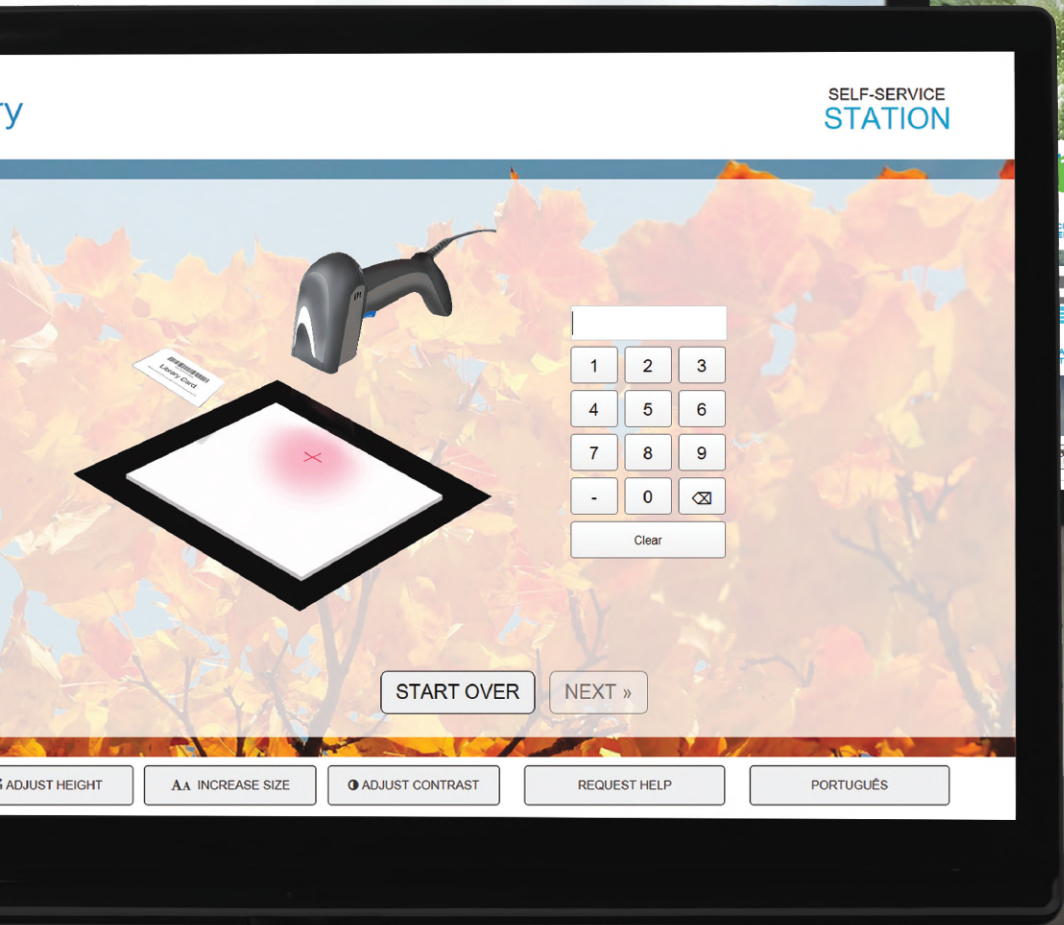 SELF-SERVICE
STATION
Library Card
1 2 3
4 5 6
7 8 9
- 0
Clear
START OVER
NEXT »
ADJUST HEIGHT
AA INCREASE SIZE
ADJUST CONTRAST
REQUEST HELP
PORTUGUÊS